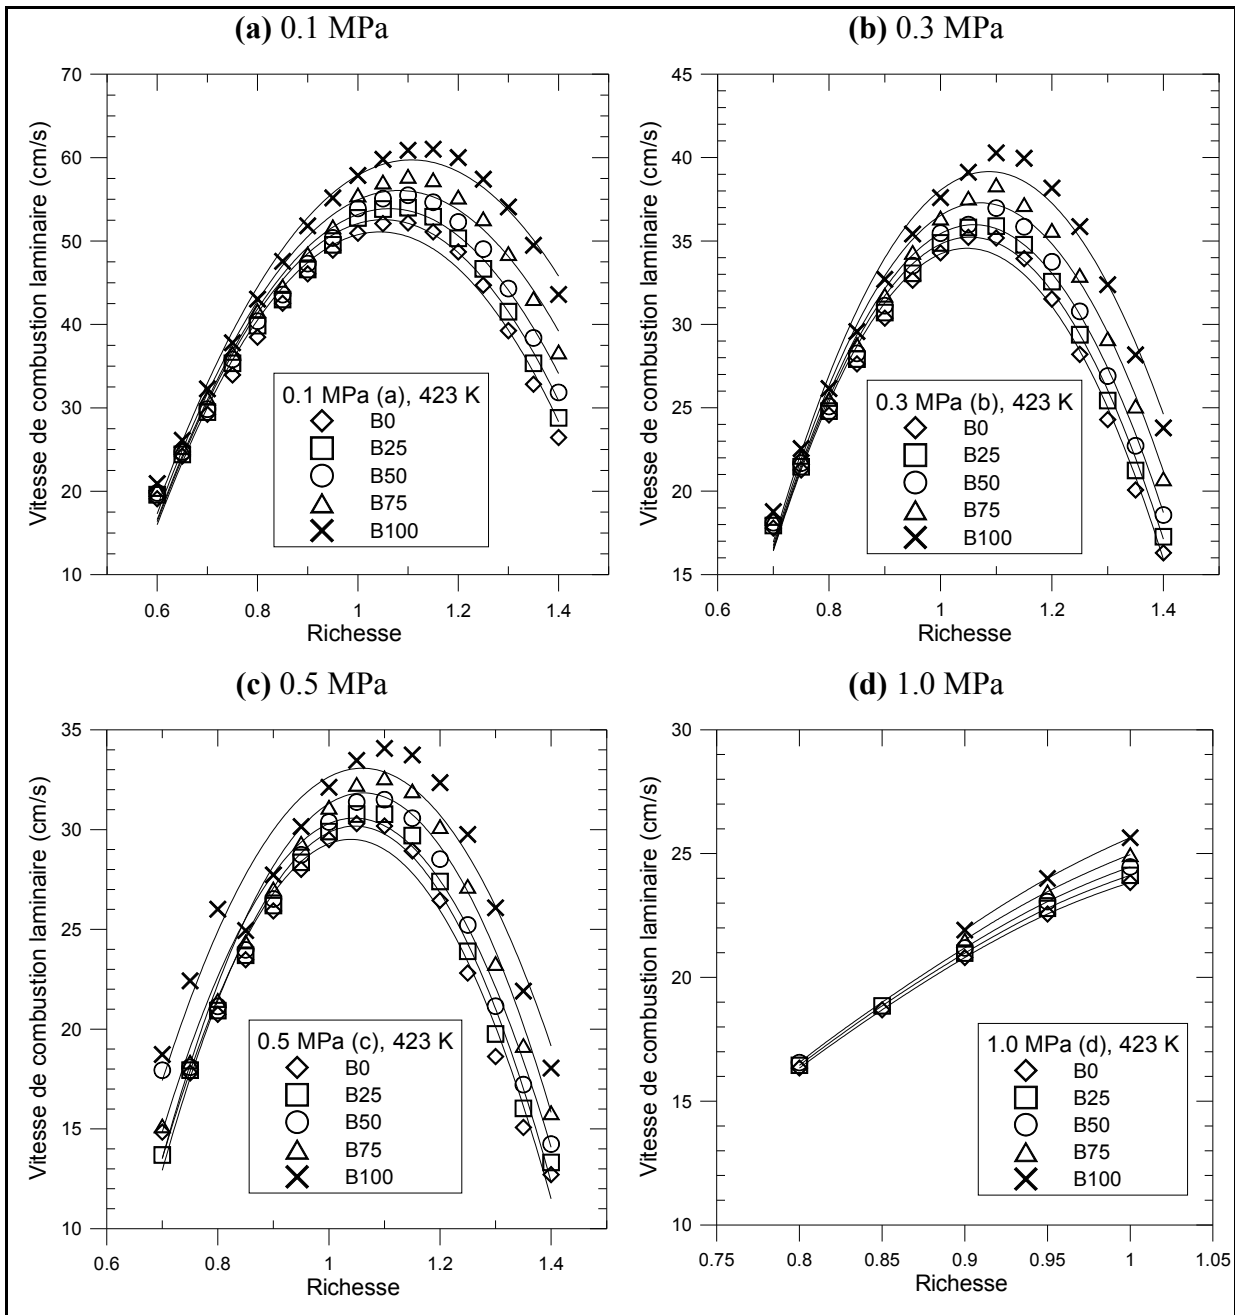 (a) 0.1 MPa
70
60
50
40
30
20
10
Vitesse de combustion laminaire (cm/s)
0.1 MPa (a), 423 K
B0
B25
B50
B75
B100
0.6 0.8 1 1.2 1.4
Richesse
(b) 0.3 MPa
45
40
35
30
25
20
15
Vitesse de combustion laminaire (cm/s)
0.3 MPa (b), 423 K
B0
B25
B50
B75
B100
0.6 0.8 1 1.2 1.4
Richesse
(c) 0.5 MPa
35
30
25
20
15
10
Vitesse de combustion laminaire (cm/s)
0.5 MPa (c), 423 K
B0
B25
B50
B75
B100
0.6 0.8 1 1.2 1.4
Richesse
(d) 1.0 MPa
30
25
20
15
10
Vitesse de combustion laminaire (cm/s)
1.0 MPa (d), 423 K
B0
B25
B50
B75
B100
0.75 0.8 0.85 0.9 0.95 1 1.05
Richesse